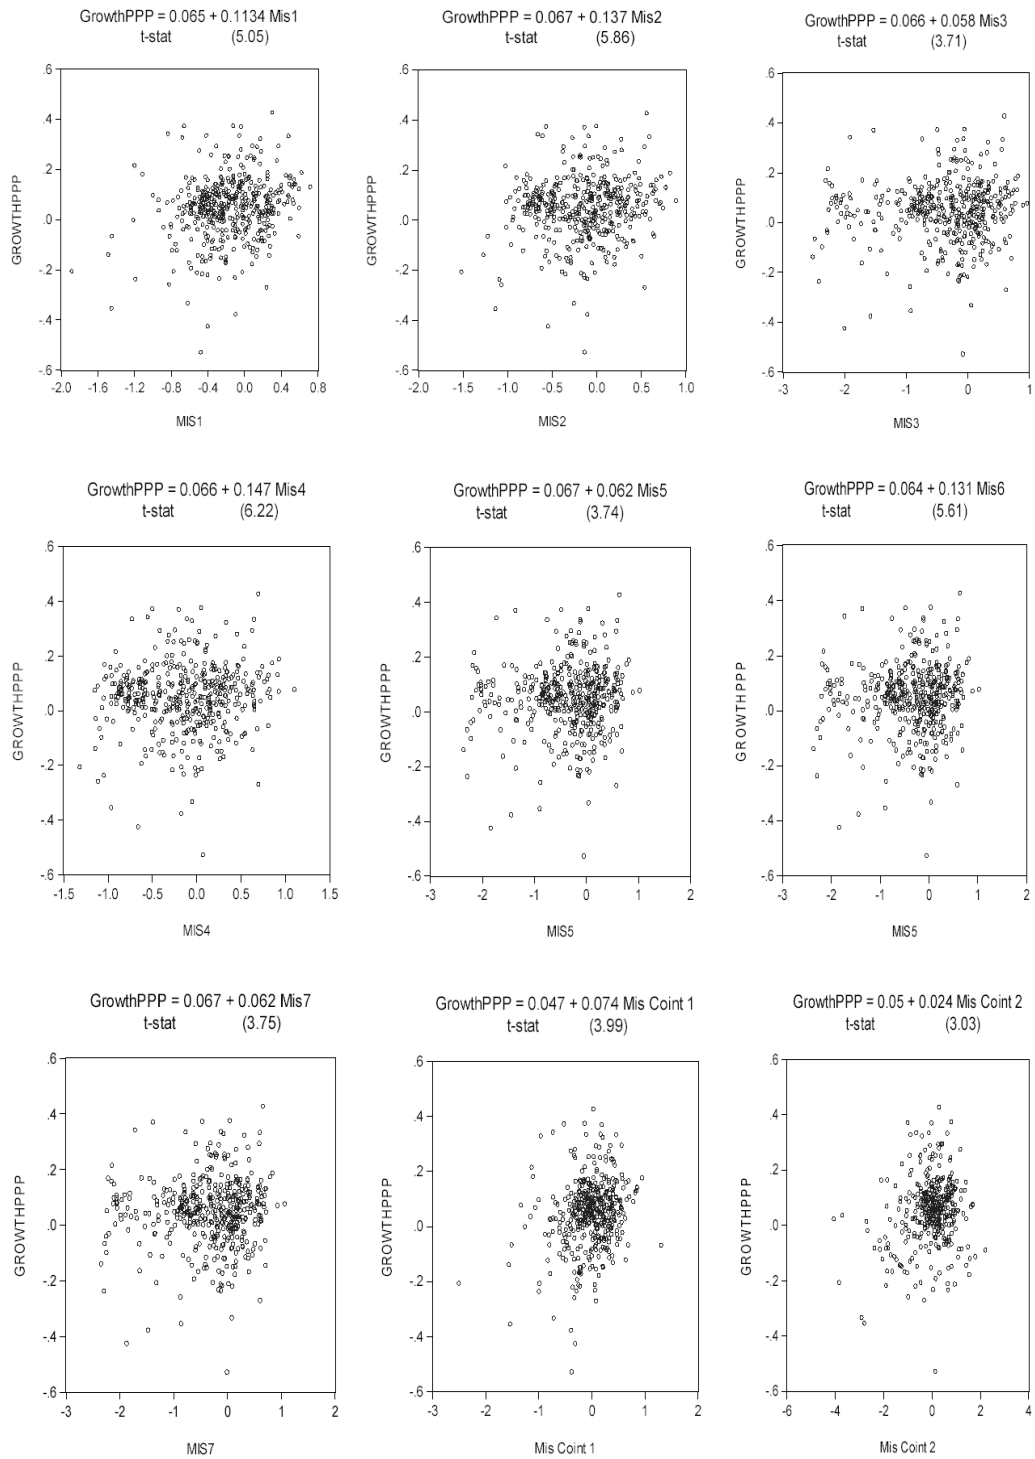 GrowthPPP = 0.065 + 0.1134 Mis1
t-stat (5.05)
.6
.4
.2
.0
-.2
-.4
-.6
GROWTHPPP
-2.0 -1.6 -1.2 -0.8 -0.4 0.0 0.4 0.8
MIS1
GrowthPPP = 0.067 + 0.137 Mis2
t-stat (5.86)
.6
.4
.2
.0
-.2
-.4
-.6
GROWTHPPP
-2.0 -1.5 -1.0 -0.5 0.0 0.5 1.0
MIS2
GrowthPPP = 0.066 + 0.058 Mis3
t-stat (3.71)
.6
.4
.2
.0
-.2
-.4
-.6
GROWTHPPP
-3 -2 -1 0 1
MIS3
GrowthPPP = 0.066 + 0.147 Mis4
t-stat (6.22)
.6
.4
.2
.0
-.2
-.4
-.6
GROWTHPPP
-1.5 -1.0 -0.5 0.0 0.5 1.0 1.5
MIS4
GrowthPPP = 0.067 + 0.062 Mis5
t-stat (3.74)
.6
.4
.2
.0
-.2
-.4
-.6
GROWTHPPP
-3 -2 -1 0 1 2
MIS5
GrowthPPP = 0.064 + 0.131 Mis6
t-stat (5.61)
.6
.4
.2
.0
-.2
-.4
-.6
GROWTHPPP
-3 -2 -1 0 1 2
MIS5
GrowthPPP = 0.067 + 0.062 Mis7
t-stat (3.75)
.6
.4
.2
.0
-.2
-.4
-.6
GROWTHPPP
-3 -2 -1 0 1 2
MIS7
GrowthPPP = 0.047 + 0.074 Mis Coint 1
t-stat (3.99)
.6
.4
.2
.0
-.2
-.4
-.6
GROWTHPPP
-3 -2 -1 0 1 2
Mis Coint 1
GrowthPPP = 0.05 + 0.024 Mis Coint 2
t-stat (3.03)
.6
.4
.2
.0
-.2
-.4
-.6
GROWTHPPP
-6 -4 -2 0 2 4
Mis Coint 2